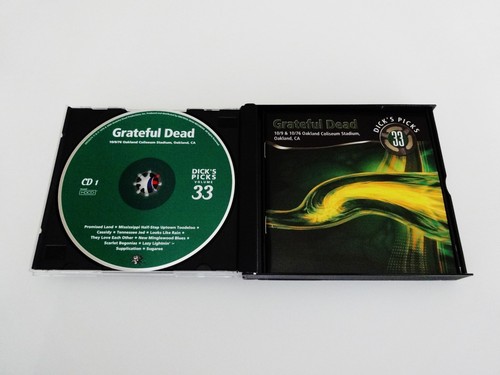 Grateful Dead
10/9/76 Oakland Coliseum Stadium, Oakland, CA
CD 1
DICK'S
PICKS
VOLUME
33
Promised Land • Mississippi Half-Step Uptown Toodeloo •
Cassidy • Tennessee Jed • Looks Like Rain •
They Love Each Other • New Minglewood Blues •
Scarlet Begonias • Lazy Lightnin' –
Supplication • Sugaree
Grateful Dead
10/9 & 10/76 Oakland Coliseum Stadium,
Oakland, CA
DICK'S PICKS
33